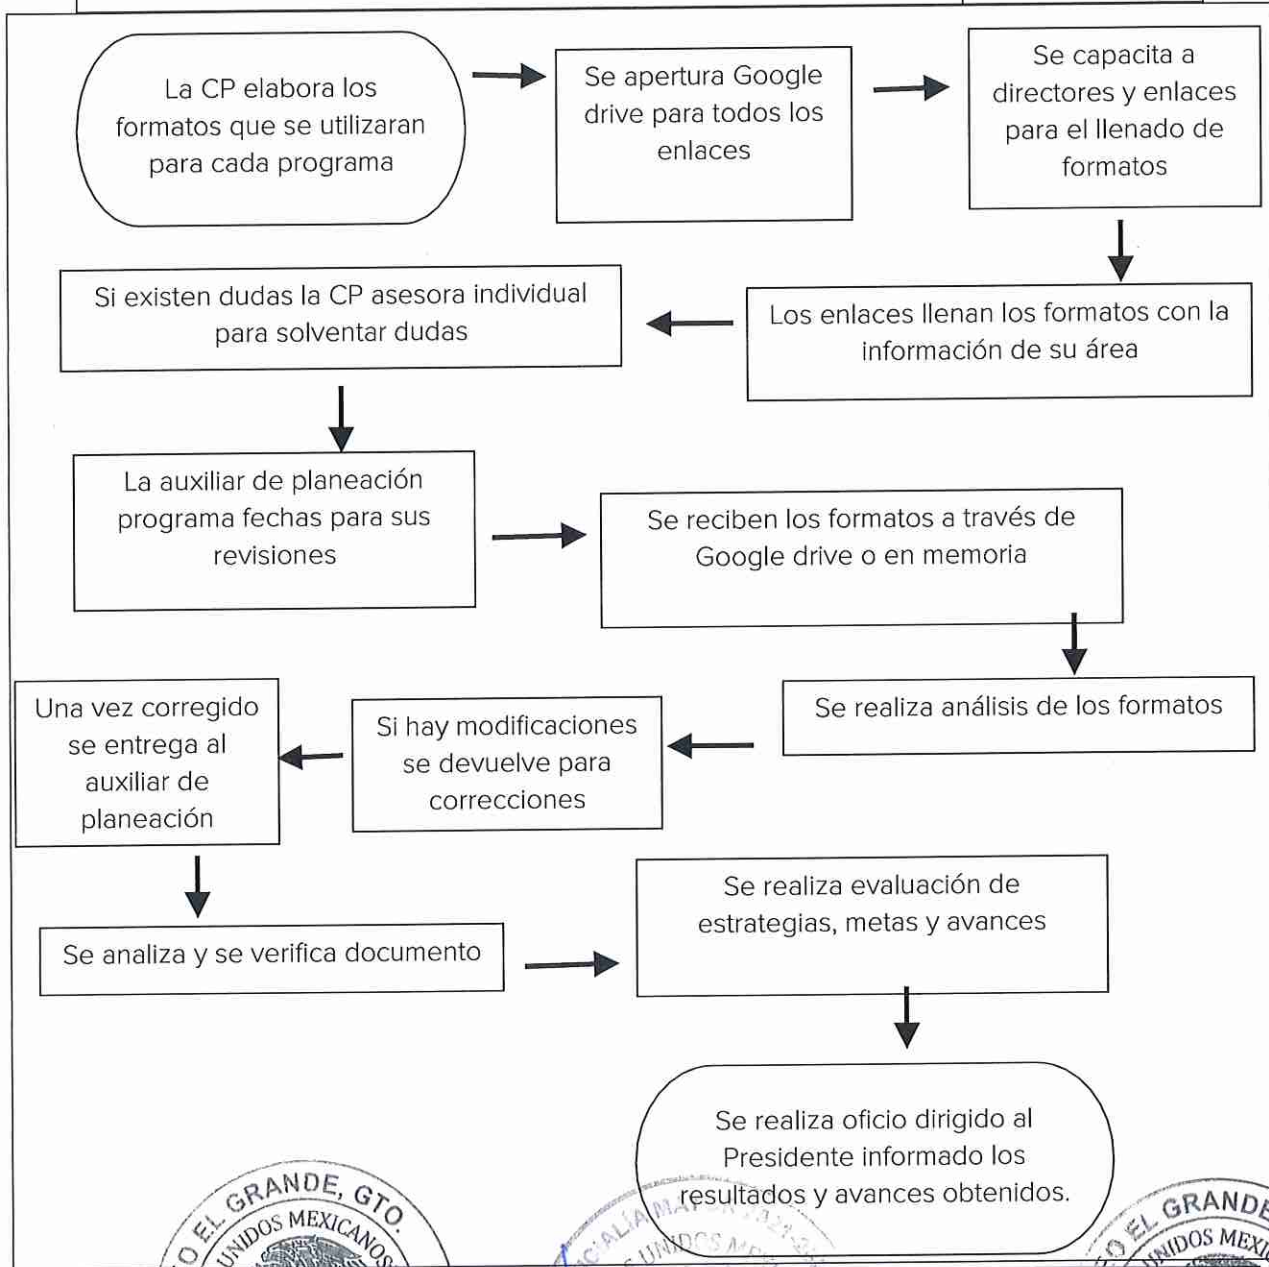 La CP elabora los
formatos que se utilizaran
para cada programa
Se apertura Google
drive para todos los
enlaces
Se capacita a
directores y enlaces
para el llenado de
formatos
Los enlaces llenan los formatos con la
información de su área
Si existen dudas la CP asesora individual
para solventar dudas
La auxiliar de planeación
programa fechas para sus
revisiones
Se reciben los formatos a través de
Google drive o en memoria
Se realiza análisis de los formatos
Si hay modificaciones
se devuelve para
correcciones
Una vez corregido
se entrega al
auxiliar de
planeación
Se analiza y se verifica documento
Se realiza evaluación de
estrategias, metas y avances
Se realiza oficio dirigido al
Presidente informado los
resultados y avances obtenidos.
EL GRANDE, GTO.
UNIDOS MEXICANOS
UNIDOS
EL GRANDE